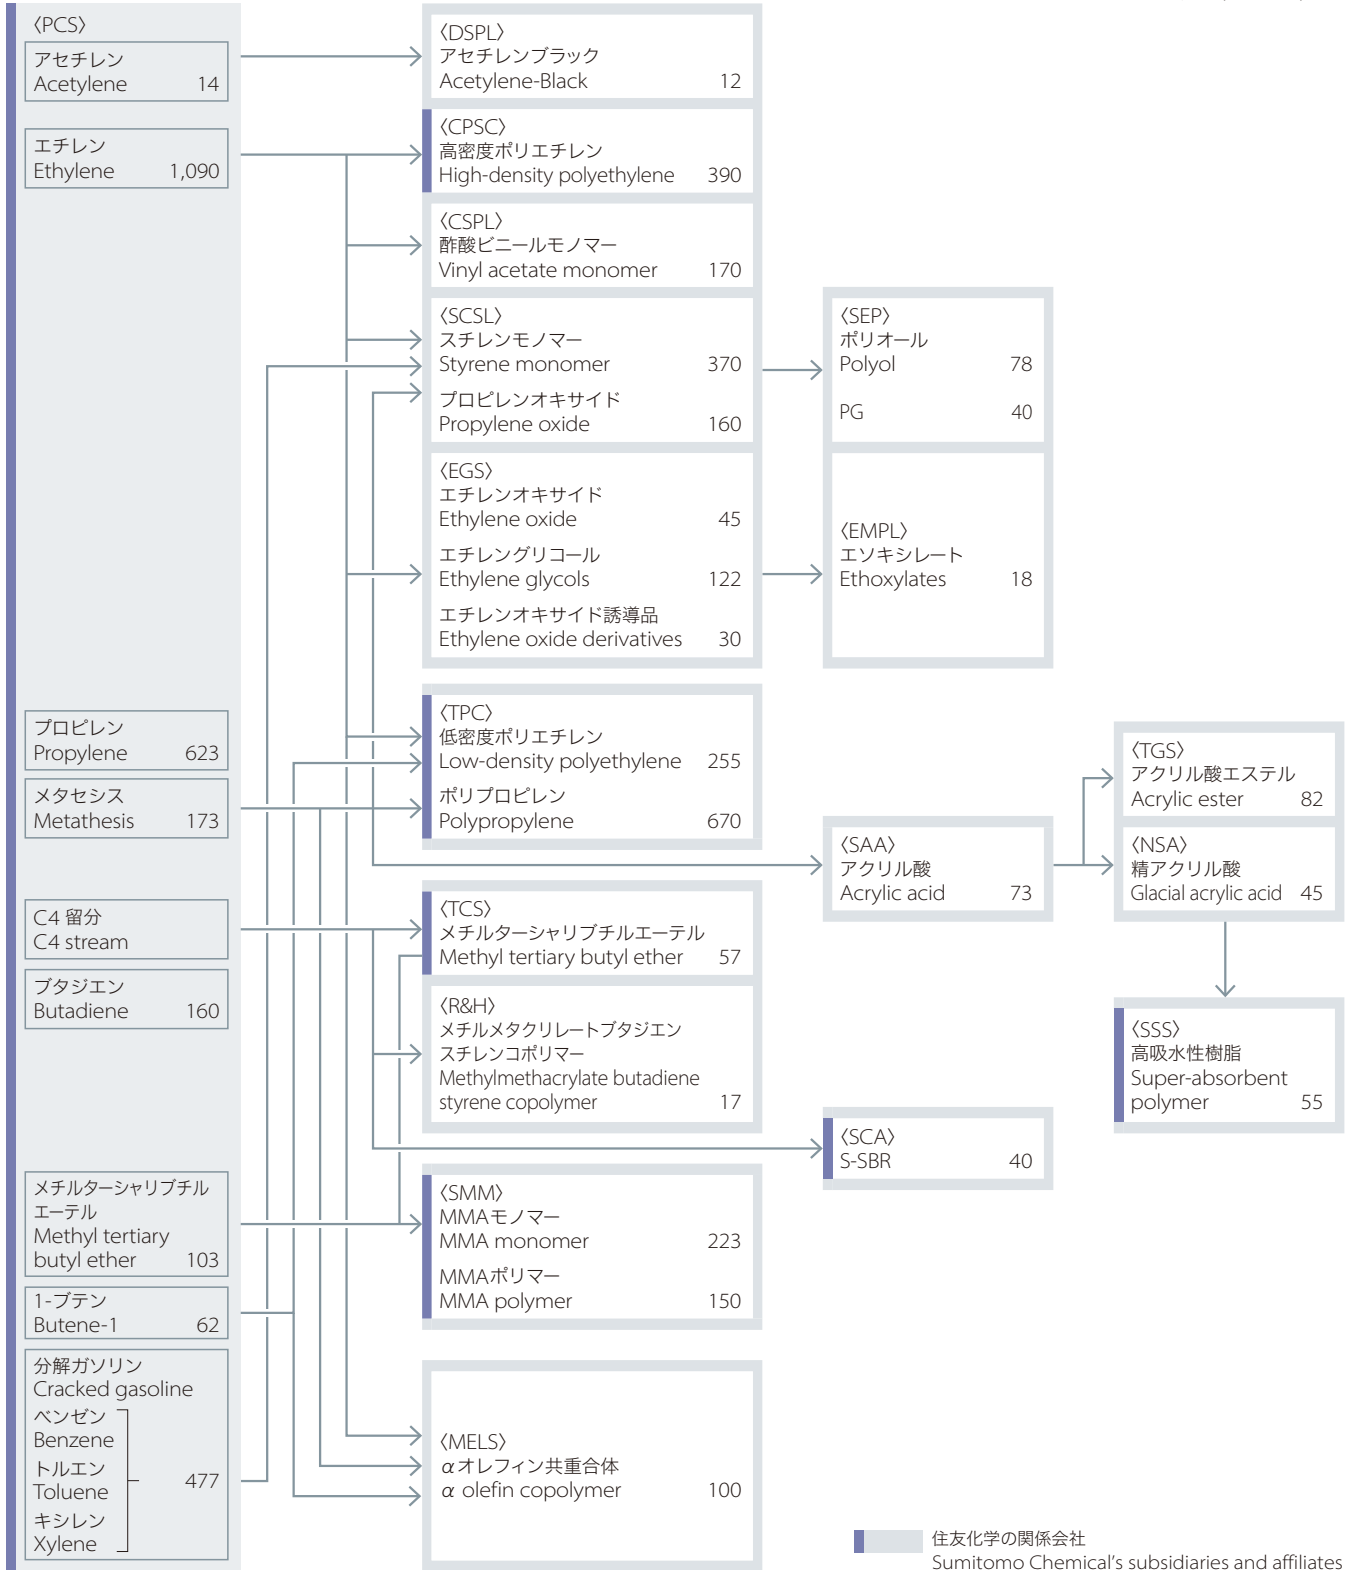 〈PCS〉
アセチレン
Acetylene 14
エチレン
Ethylene 1,090
プロピレン
Propylene 623
メタセシス
Metathesis 173
C4 留分
C4 stream
ブタジエン
Butadiene 160
メチルターシャリブチル
エーテル
Methyl tertiary
butyl ether 103
1-ブテン
Butene-1 62
分解ガソリン
Cracked gasoline
ベンゼン
Benzene
トルエン
Toluene
477
キシレン
Xylene
〈DSPL〉
アセチレンブラック
Acetylene-Black 12
〈CPSC〉
高密度ポリエチレン
High-density polyethylene 390
〈CSPL〉
酢酸ビニールモノマー
Vinyl acetate monomer 170
〈SCSL〉
スチレンモノマー
Styrene monomer 370
プロピレンオキサイド
Propylene oxide 160
〈EGS〉
エチレンオキサイド
Ethylene oxide 45
エチレングリコール
Ethylene glycols 122
エチレンオキサイド誘導品
Ethylene oxide derivatives 30
〈TPC〉
低密度ポリエチレン
Low-density polyethylene 255
ポリプロピレン
Polypropylene 670
〈TCS〉
メチルターシャリブチルエーテル
Methyl tertiary butyl ether 57
〈R&H〉
メチルメタクリレートブタジエン
スチレンコポリマー
Methylmethacrylate butadiene
styrene copolymer 17
〈SMM〉
MMAモノマー
MMA monomer 223
MMAポリマー
MMA polymer 150
〈MELS〉
αオレフィン共重合体
α olefin copolymer 100
〈SEP〉
ポリオール
Polyol 78
PG 40
〈EMPL〉
エソキシレート
Ethoxylates 18
〈SAA〉
アクリル酸
Acrylic acid 73
〈SCA〉
S-SBR 40
〈TGS〉
アクリル酸エステル
Acrylic ester 82
〈NSA〉
精アクリル酸
Glacial acrylic acid 45
〈SSS〉
高吸水性樹脂
Super-absorbent
polymer 55
住友化学の関係会社
Sumitomo Chemical's subsidiaries and affiliates